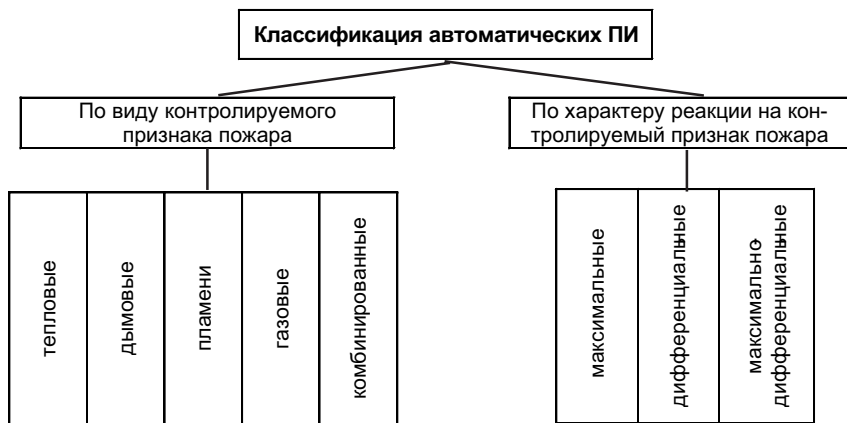 Классификация автоматических ПИ
По виду контролируемого
признака пожара
По характеру реакции на кон-
тролируемый признак пожара
тепловые
дымовые
пламени
газовые
комбинированные
максимальные
дифференциальные
максимально-
дифференциальные